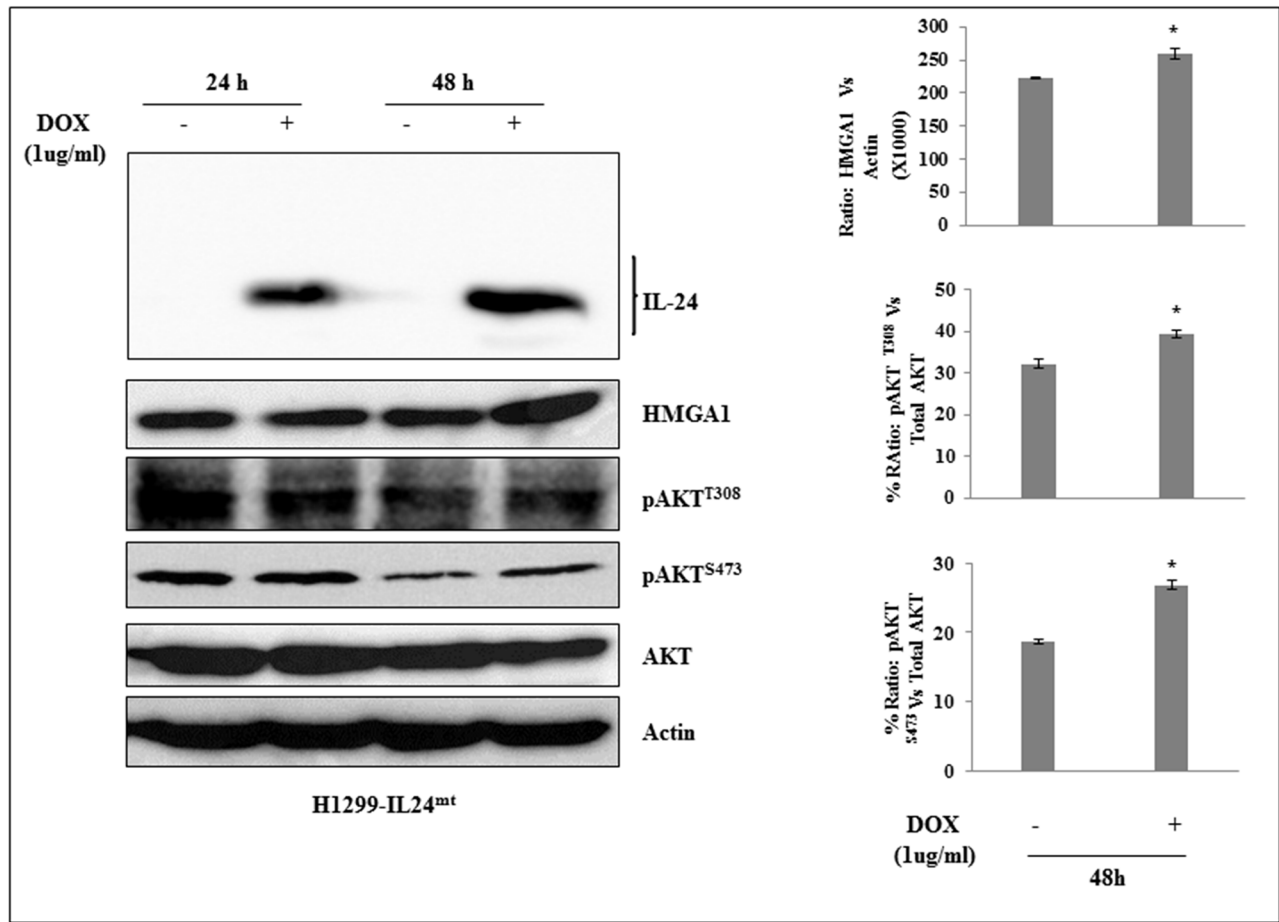 24 h
48 h
DOX
(1ug/ml)
- + - +
IL-24
HMGA1
pAKTᵀ³⁰⁸
pAKTˢ⁴⁷³
AKT
Actin
H1299-IL24ᵐᵗ
Ratio: HMGA1 Vs
Actin
(X1000)
300
250
200
150
100
50
0
*
% RAtio: pAKT ᵀ³⁰⁸ Vs
Total AKT
50
40
30
20
10
0
*
% Ratio: pAKT
S473 Vs Total AKT
30
20
10
0
*
DOX
(1ug/ml)
- +
48h